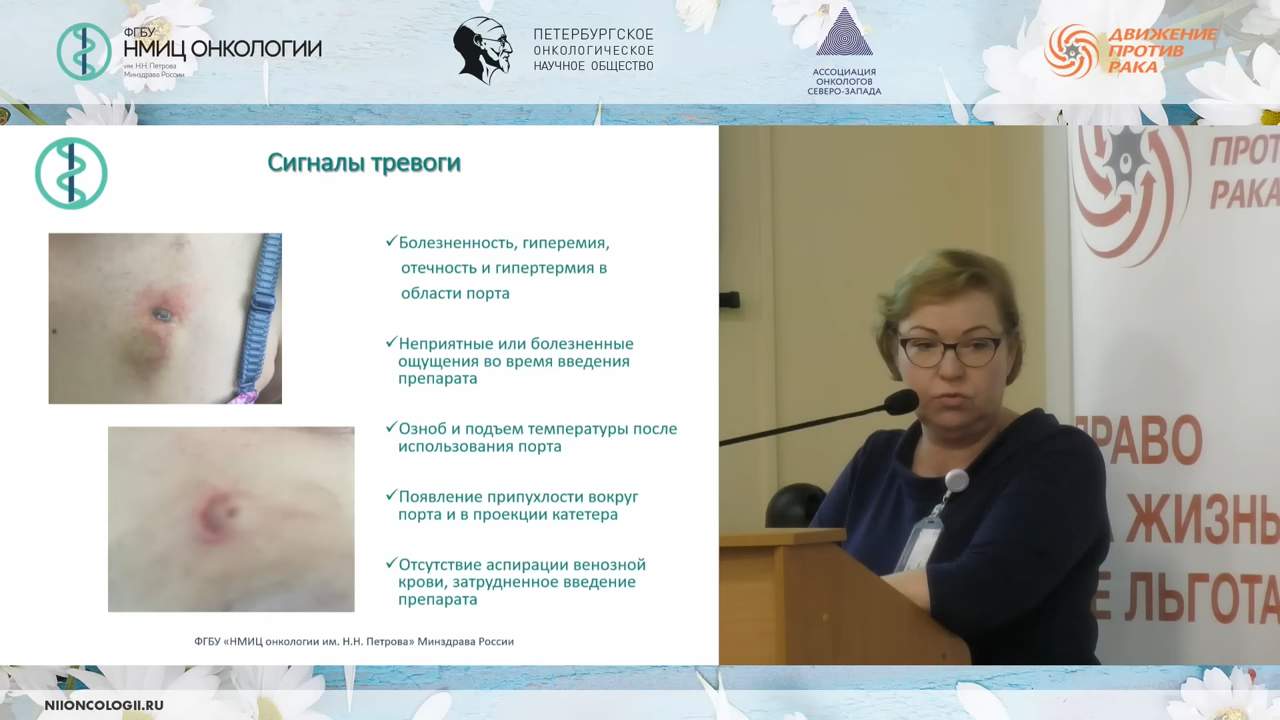 ФГБУ
НМИЦ ОНКОЛОГИИ
им. Н.Н. Петрова
Минздрава России
ПЕТЕРБУРГСКОЕ
ОНКОЛОГИЧЕСКОЕ
НАУЧНОЕ ОБЩЕСТВО
АССОЦИАЦИЯ
ОНКОЛОГОВ
СЕВЕРО-ЗАПАДА
ДВИЖЕНИЕ
ПРОТИВ
РАКА
Сигналы тревоги
✓Болезненность, гиперемия,
отечность и гипертермия в
области порта
✓Неприятные или болезненные
ощущения во время введения
препарата
✓Озноб и подъем температуры после
использования порта
✓Появление припухлости вокруг
порта и в проекции катетера
✓Отсутствие аспирации венозной
крови, затрудненное введение
препарата
ФГБУ «НМИЦ онкологии им. Н.Н. Петрова» Минздрава России
ПРОТ
РАКА
ПРАВО
ЖИЗНЬ
Е ЛЬГОТА
NIIONCOLOGII.RU